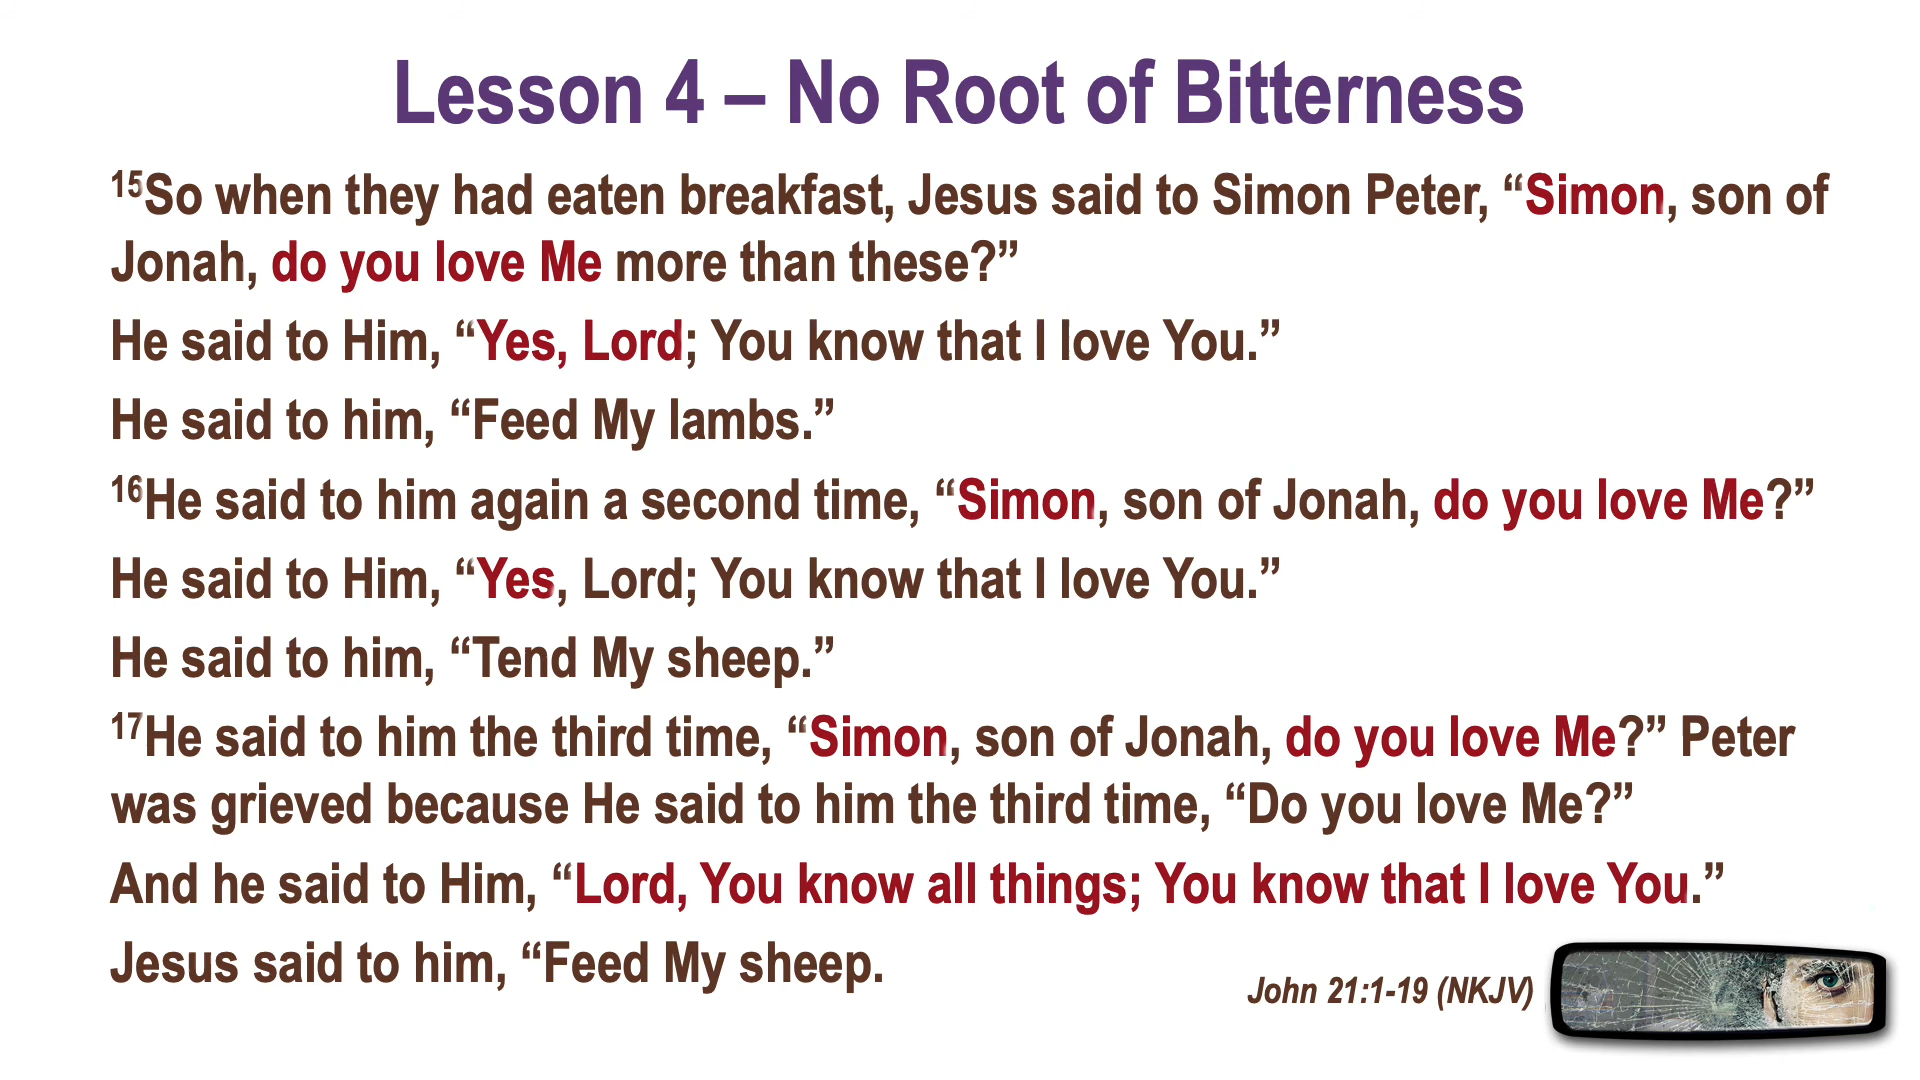 Lesson 4 – No Root of Bitterness
15So when they had eaten breakfast, Jesus said to Simon Peter, “Simon, son of
Jonah, do you love Me more than these?”
He said to Him, “Yes, Lord; You know that I love You.”
He said to him, “Feed My lambs.”
16He said to him again a second time, “Simon, son of Jonah, do you love Me?”
He said to Him, “Yes, Lord; You know that I love You.”
He said to him, “Tend My sheep.”
17He said to him the third time, “Simon, son of Jonah, do you love Me?” Peter
was grieved because He said to him the third time, “Do you love Me?”
And he said to Him, “Lord, You know all things; You know that I love You.”
Jesus said to him, “Feed My sheep.
John 21:1-19 (NKJV)